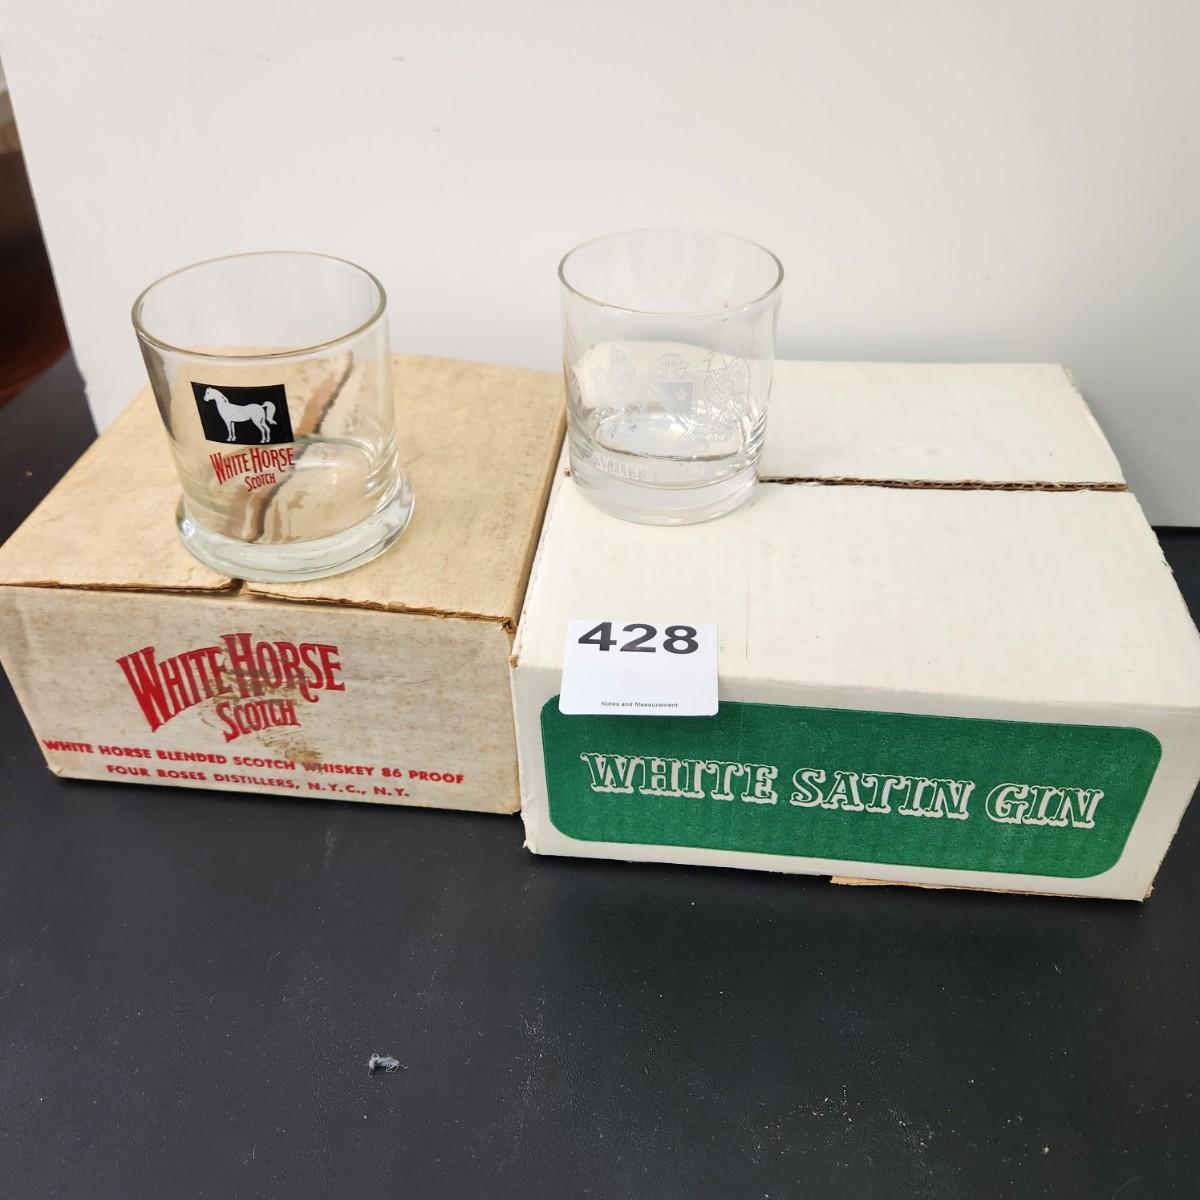 WHITE HORSE
SCOTCH
WHITE
428
Notes and Measurement
WHITE HORSE
SCOTCH
WHITE HORSE BLENDED SCOTCH WHISKEY 86 PROOF
FOUR ROSES DISTILLERS, N.Y.C., N.Y.
WHITE SATIN GIN